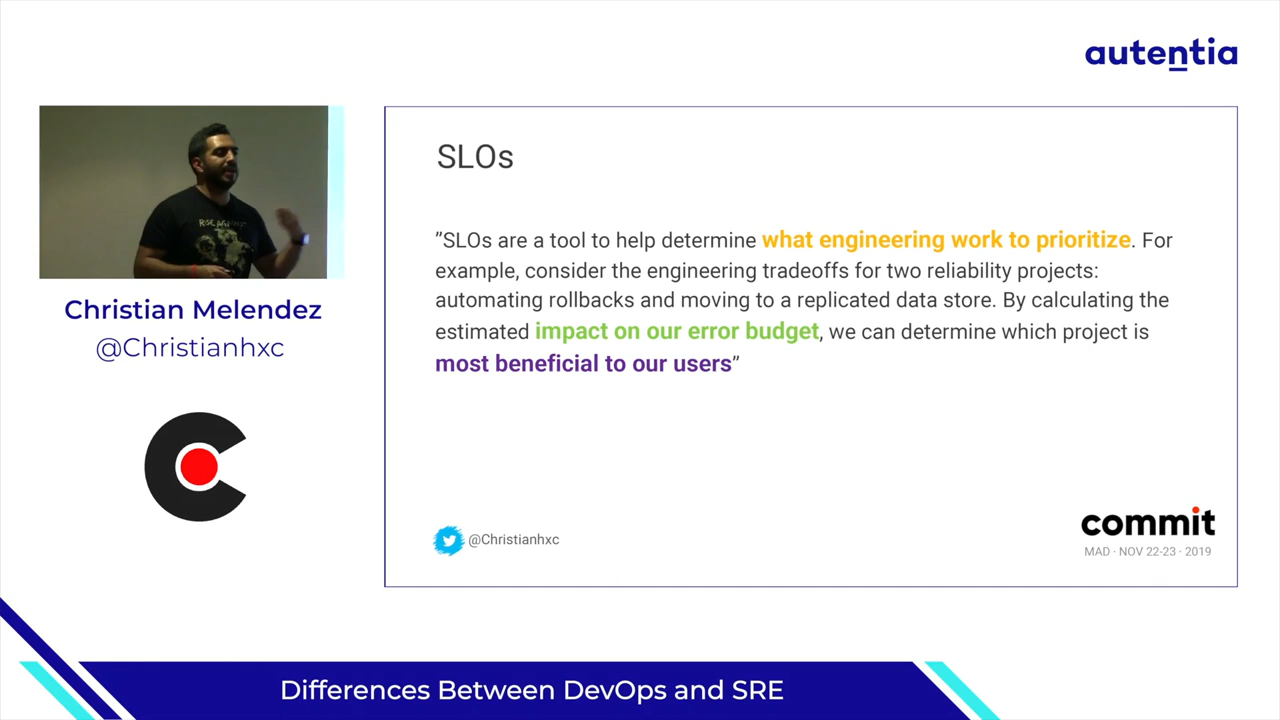 autentia
RISE AGAINST
Christian Melendez
@Christianhxc
SLOs
”SLOs are a tool to help determine what engineering work to prioritize. For
example, consider the engineering tradeoffs for two reliability projects:
automating rollbacks and moving to a replicated data store. By calculating the
estimated impact on our error budget, we can determine which project is
most beneficial to our users”
@Christianhxc
commit
MAD · NOV 22-23 · 2019
Differences Between DevOps and SRE